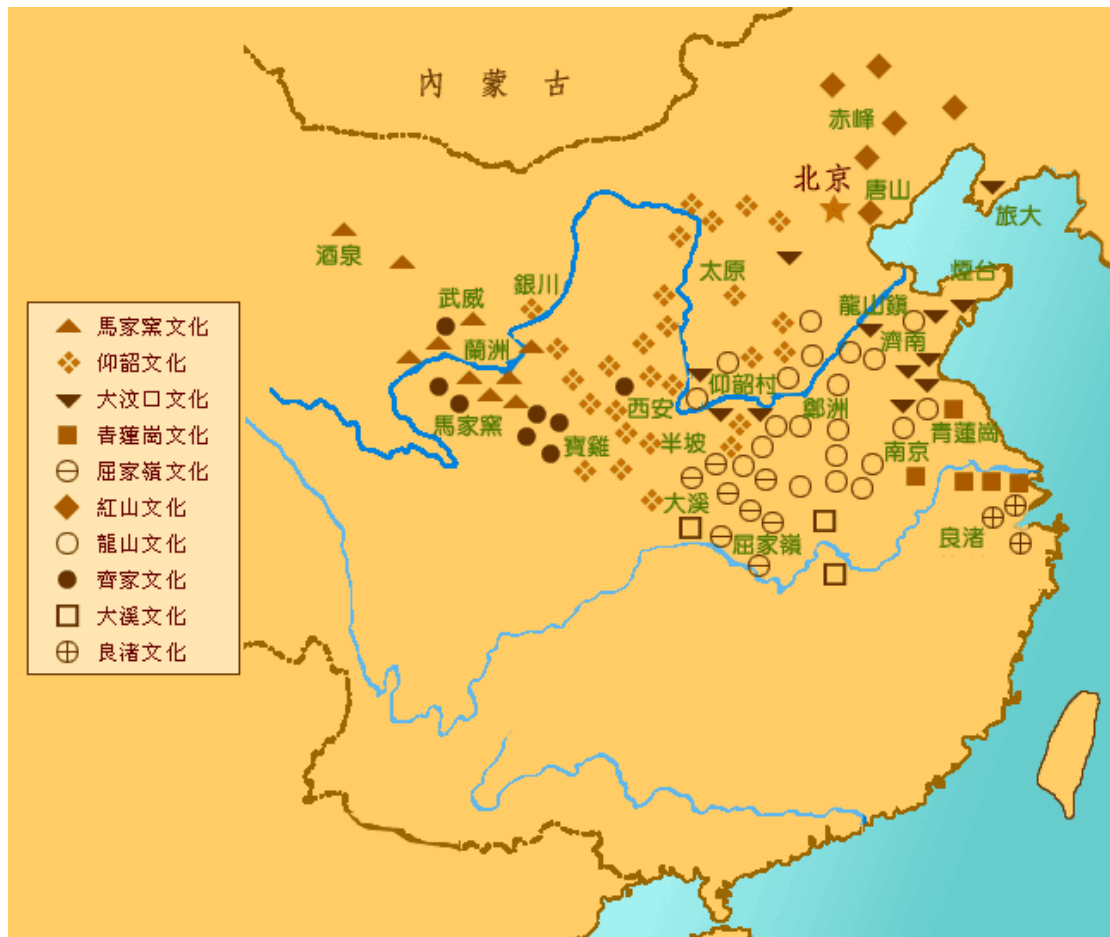 內蒙古
赤峰
北京
唐山
旅大
酒泉
太原
煙台
銀川
武威
龍山鎮
蘭洲
濟南
仰韶村
西安
鄭洲
馬家窯
寶雞
半坡
青蓮崗
南京
大溪
屈家嶺
良渚
馬家窯文化
仰韶文化
大汶口文化
青蓮崗文化
屈家嶺文化
紅山文化
龍山文化
齊家文化
大溪文化
良渚文化